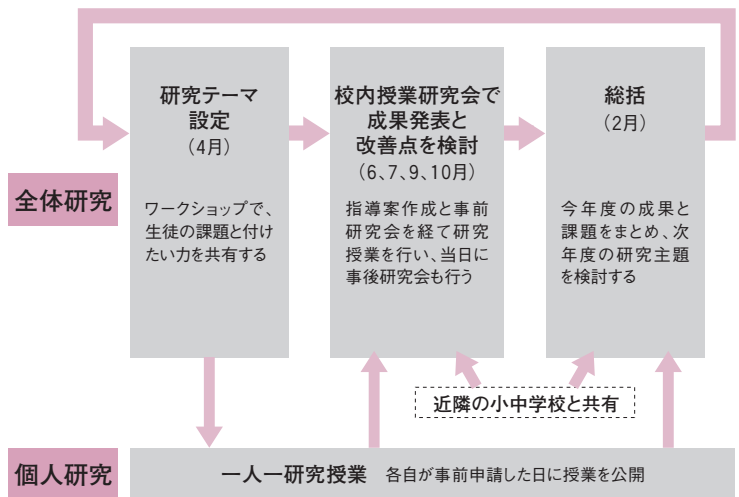 全体研究
研究テーマ
設定
（4月）
ワークショップで、
生徒の課題と付け
たい力を共有する
校内授業研究会で
成果発表と
改善点を検討
（6、7、9、10月）
指導案作成と事前
研究会を経て研究
授業を行い、当日に
事後研究会も行う
総括
（2月）
今年度の成果と
課題をまとめ、次
年度の研究主題
を検討する
近隣の小中学校と共有
個人研究
一人一研究授業 各自が事前申請した日に授業を公開